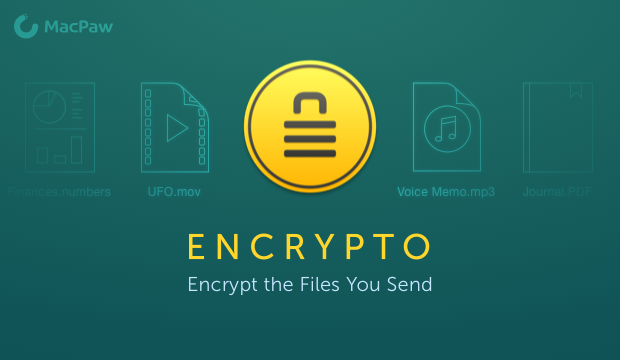 MacPaw
Finances.numbers
UFO.mov
Voice Memo.mp3
Journal.PDF
ENCRYPTO
Encrypt the Files You Send